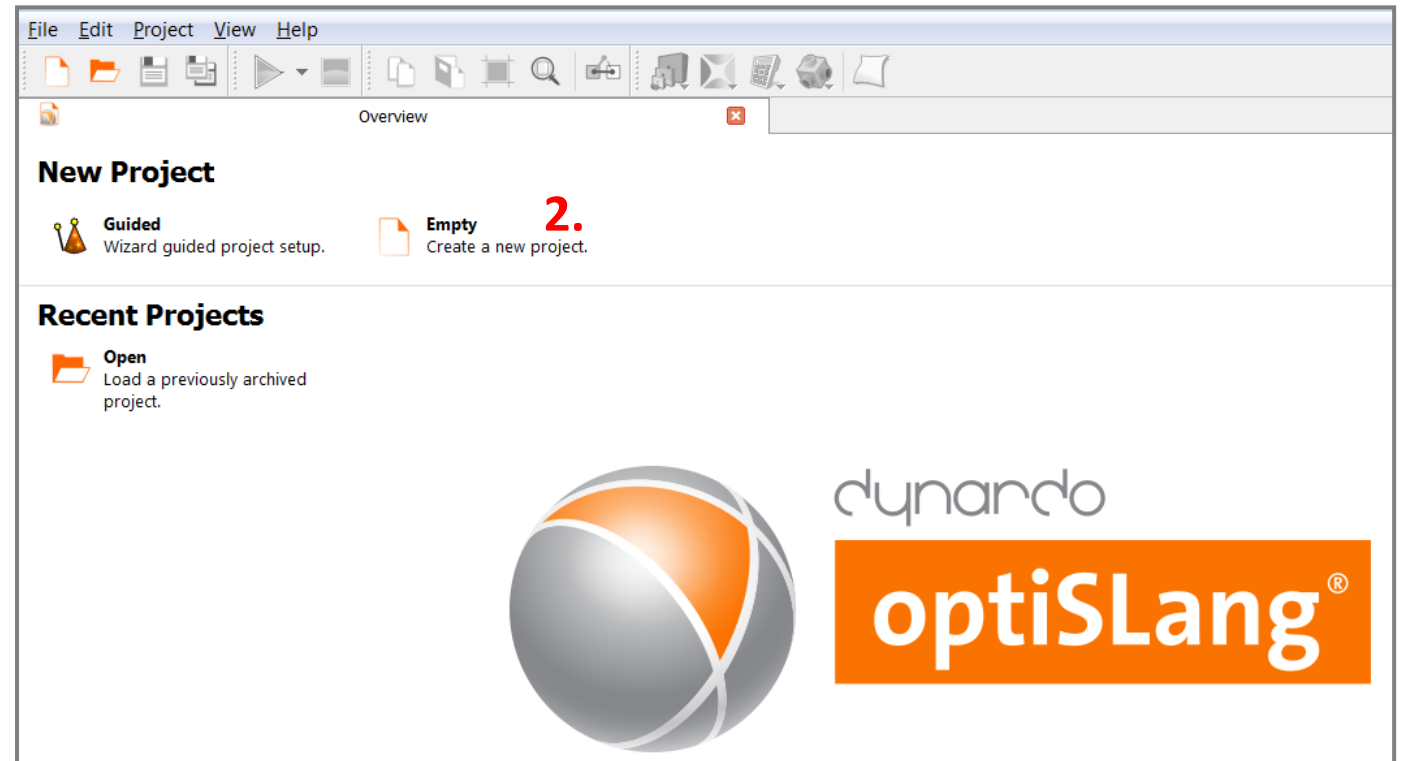 File Edit Project View Help
Overview
New Project
Guided
Wizard guided project setup.
Empty
Create a new project.
2.
Recent Projects
Open
Load a previously archived
project.
dynardo
optiSLang®